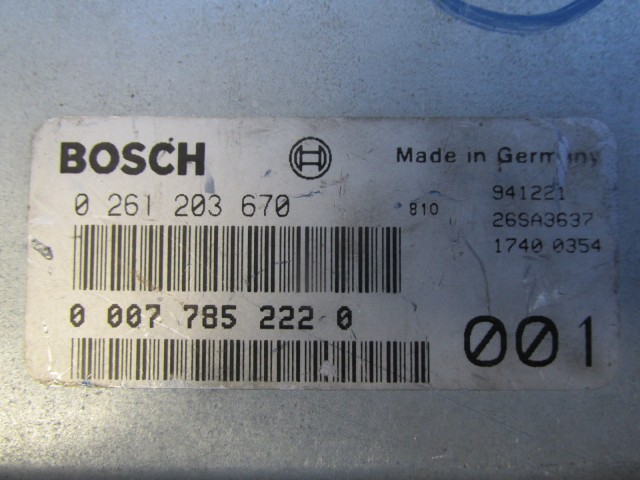 BOSCH Made in Germany
0 261 203 670 810 941221
26SA3637
1740 0354
0 007 785 222 0
001